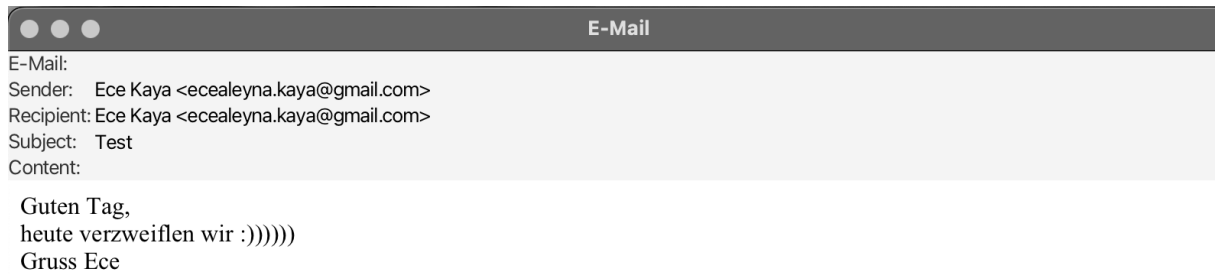 E-Mail
E-Mail:
Sender: Ece Kaya <ecealeyna.kaya@gmail.com>
Recipient: Ece Kaya <ecealeyna.kaya@gmail.com>
Subject: Test
Content:
Guten Tag,
heute verzweiflen wir :))))))
Gruss Ece